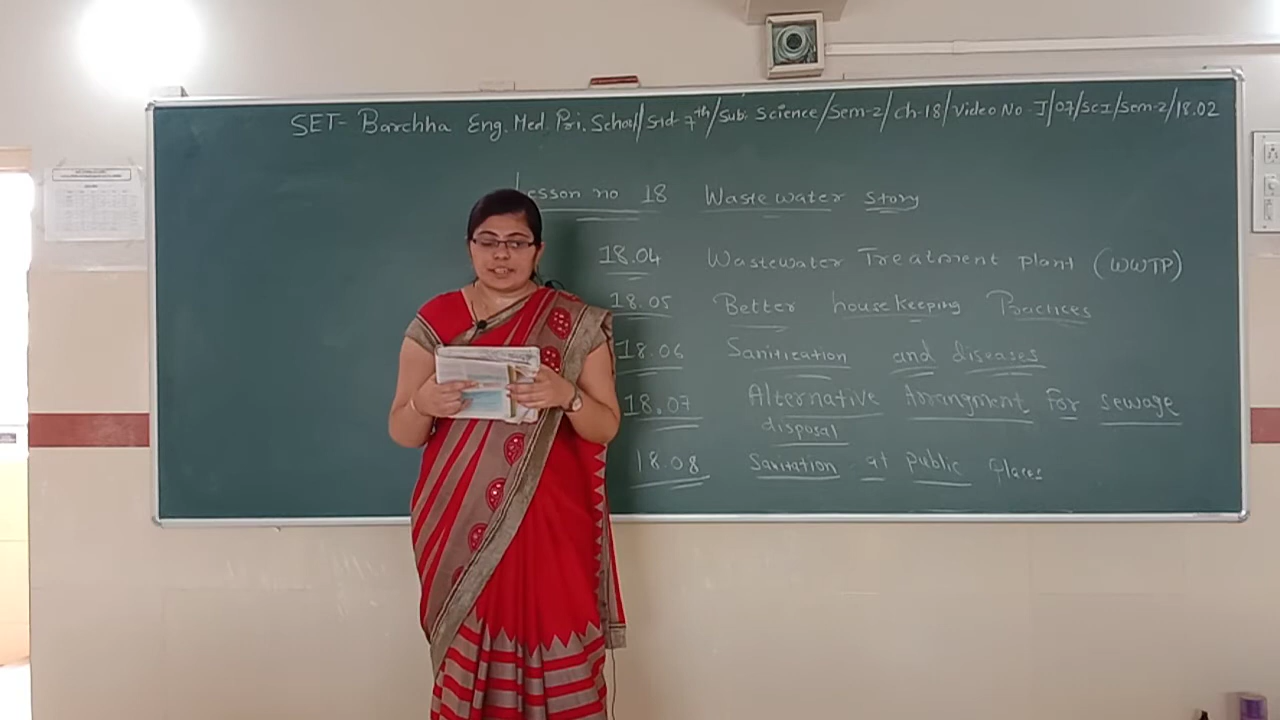 SET- Barchha Eng. Med. Pri. School/Std-7th/Sub: Science/Sem-2/Ch-18/Video No-I/07/SCI/Sem-2/18.02
Lesson no 18 Wastewater story
18.04 Wastewater Treatment plant (WWTP)
18.05 Better housekeeping Practices
18.06 Sanitization and diseases
18.07 Alternative Arrangment For sewage
disposal
18.08 Sanitation at public places